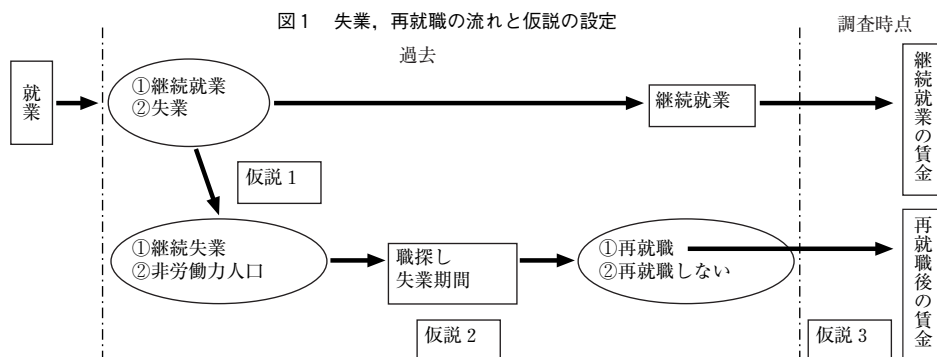 図1 失業，再就職の流れと仮説の設定
調査時点
過去
就業
①継続就業
②失業
継続就業
継続就業の賃金
仮説 1
①継続失業
②非労働力人口
職探し
失業期間
①再就職
②再就職しない
再就職後の賃金
仮説 2
仮説 3